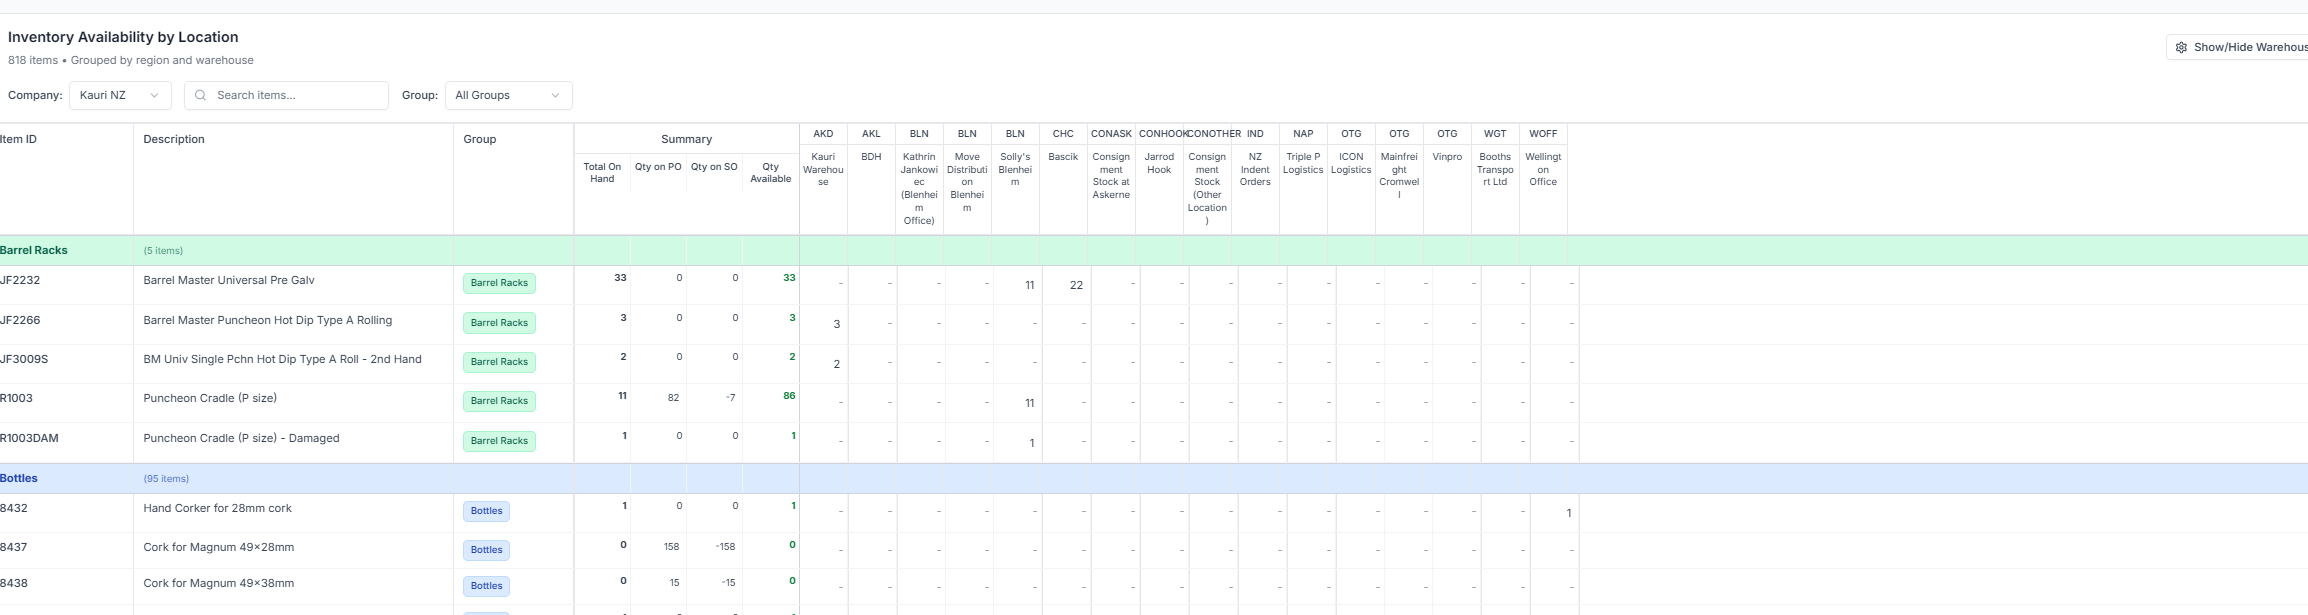 Inventory Availability by Location
818 items • Grouped by region and warehouse
Show/Hide Warehous
Company: Kauri NZ Search items... Group: All Groups
Item ID Description Group Summary AKD AKL BLN BLN BLN CHC CONASK CONHOOK CONOTHER IND NAP OTG OTG OTG WGT WOFF
Total On Hand Qty on PO Qty on SO Qty Available Kauri Warehouse BDH Kathrin Jankowiec (Blenheim Office) Move Distribution Blenheim Solly's Blenheim Bascik Consignment Stock at Askerne Jarrod Hook Consignment Stock (Other Location) NZ Indent Orders Triple P Logistics ICON Logistics Mainfreight Cromwell Vinpro Booths Transport Ltd Wellington Office
Barrel Racks (5 items)
JF2232 Barrel Master Universal Pre Galv Barrel Racks 33 0 0 33 - - - - 11 22 - - - - - - - - - -
JF2266 Barrel Master Puncheon Hot Dip Type A Rolling Barrel Racks 3 0 0 3 3 - - - - - - - - - - - - - - -
JF3009S BM Univ Single Pchn Hot Dip Type A Roll - 2nd Hand Barrel Racks 2 0 0 2 2 - - - - - - - - - - - - - - -
R1003 Puncheon Cradle (P size) Barrel Racks 11 82 -7 86 - - - - 11 - - - - - - - - - - -
R1003DAM Puncheon Cradle (P size) - Damaged Barrel Racks 1 0 0 1 - - - - 1 - - - - - - - - - - -
Bottles (95 items)
8432 Hand Corker for 28mm cork Bottles 1 0 0 1 - - - - - - - - - - - - - - - 1
8437 Cork for Magnum 49x28mm Bottles 0 158 -158 0 - - - - - - - - - - - - - - - -
8438 Cork for Magnum 49x38mm Bottles 0 15 -15 0 - - - - - - - - - - - - - - - -